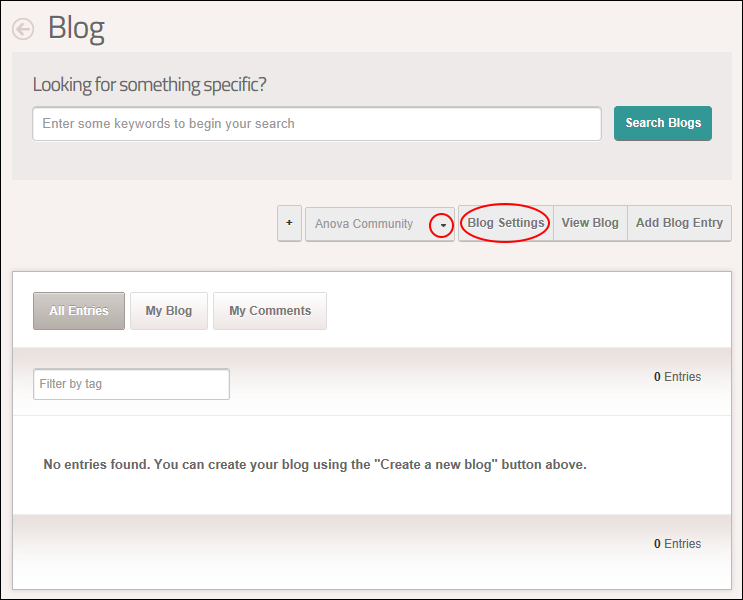 Blog
Looking for something specific?
Enter some keywords to begin your search
Search Blogs
+ Anova Community Blog Settings View Blog Add Blog Entry
All Entries My Blog My Comments
Filter by tag 0 Entries
No entries found. You can create your blog using the "Create a new blog" button above.
0 Entries